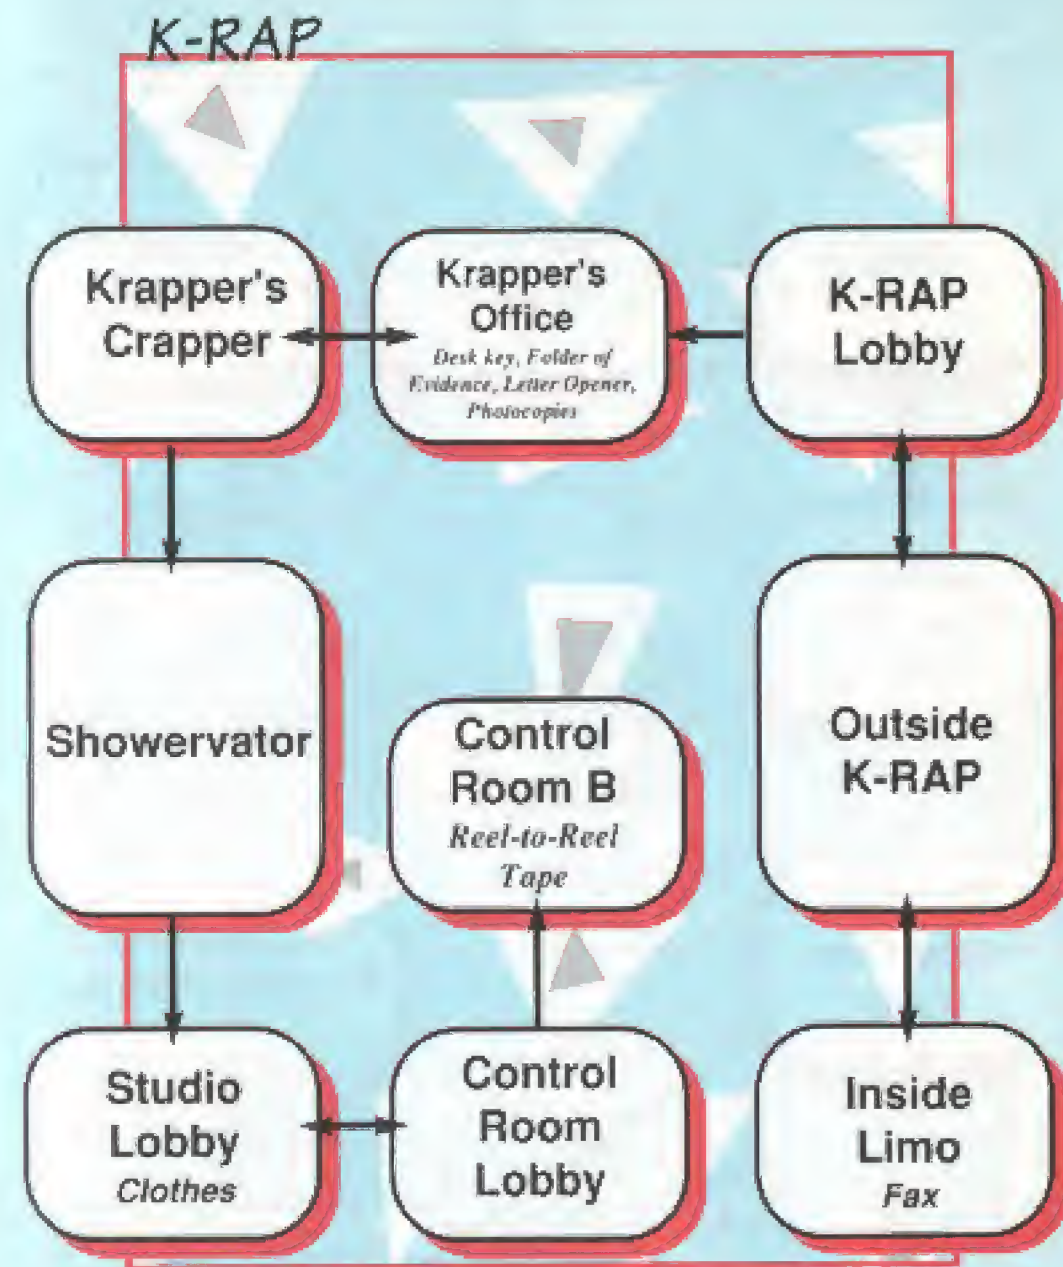 K-RAP
Krapper's
Crapper
Krapper's
Office
Desk key, Folder of
Evidence, Letter Opener,
Photocopies
K-RAP
Lobby
Showervator
Control
Room B
Reel-to-Reel
Tape
Outside
K-RAP
Studio
Lobby
Clothes
Control
Room
Lobby
Inside
Limo
Fax